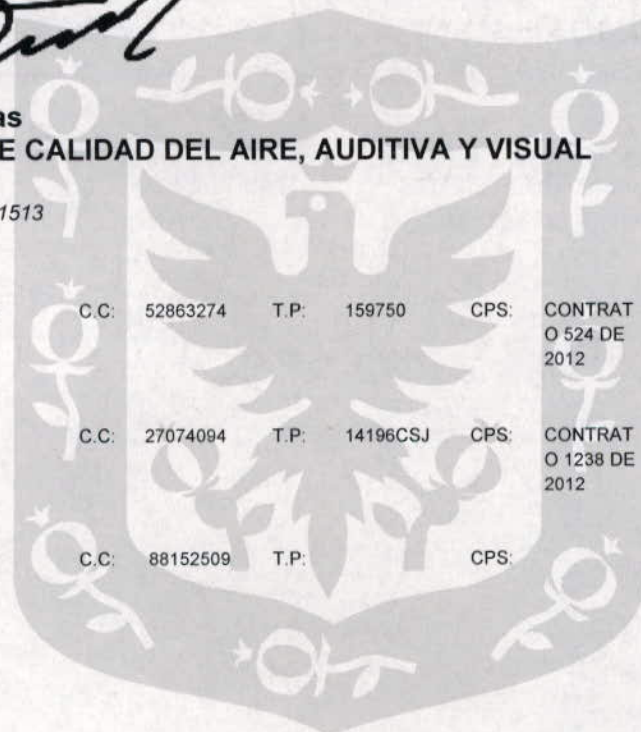 as
E CALIDAD DEL AIRE, AUDITIVA Y VISUAL
1513
C.C: 52863274 T.P: 159750 CPS: CONTRAT
O 524 DE
2012
C.C: 27074094 T.P: 14196CSJ CPS: CONTRAT
O 1238 DE
2012
C.C: 88152509 T.P: CPS: